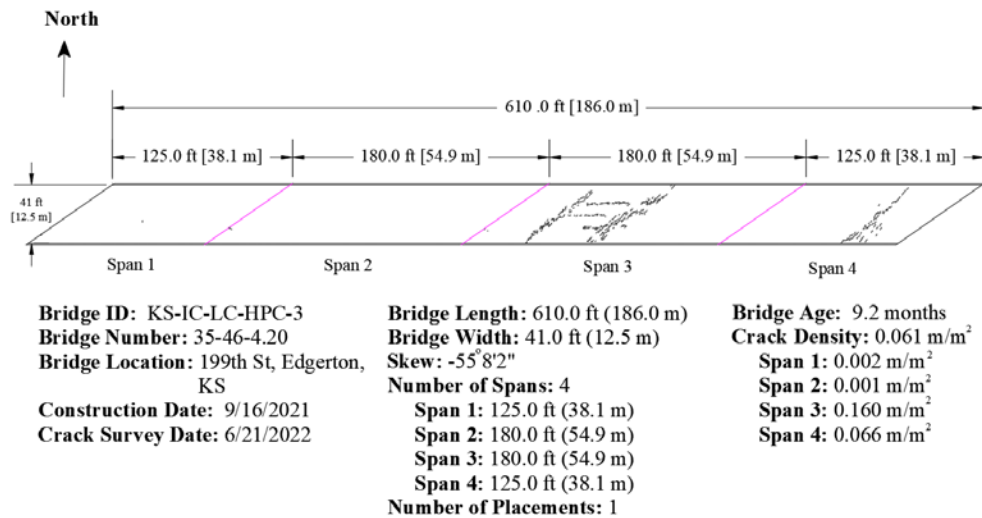 North
610 .0 ft [186.0 m]
125.0 ft [38.1 m]
180.0 ft [54.9 m]
180.0 ft [54.9 m]
125.0 ft [38.1 m]
41 ft
[12.5 m]
Span 1
Span 2
Span 3
Span 4
Bridge ID: KS-IC-LC-HPC-3
Bridge Number: 35-46-4.20
Bridge Location: 199th St, Edgerton,
KS
Construction Date: 9/16/2021
Crack Survey Date: 6/21/2022
Bridge Length: 610.0 ft (186.0 m)
Bridge Width: 41.0 ft (12.5 m)
Skew: -55°8'2"
Number of Spans: 4
Span 1: 125.0 ft (38.1 m)
Span 2: 180.0 ft (54.9 m)
Span 3: 180.0 ft (54.9 m)
Span 4: 125.0 ft (38.1 m)
Number of Placements: 1
Bridge Age: 9.2 months
Crack Density: 0.061 m/m²
Span 1: 0.002 m/m²
Span 2: 0.001 m/m²
Span 3: 0.160 m/m²
Span 4: 0.066 m/m²